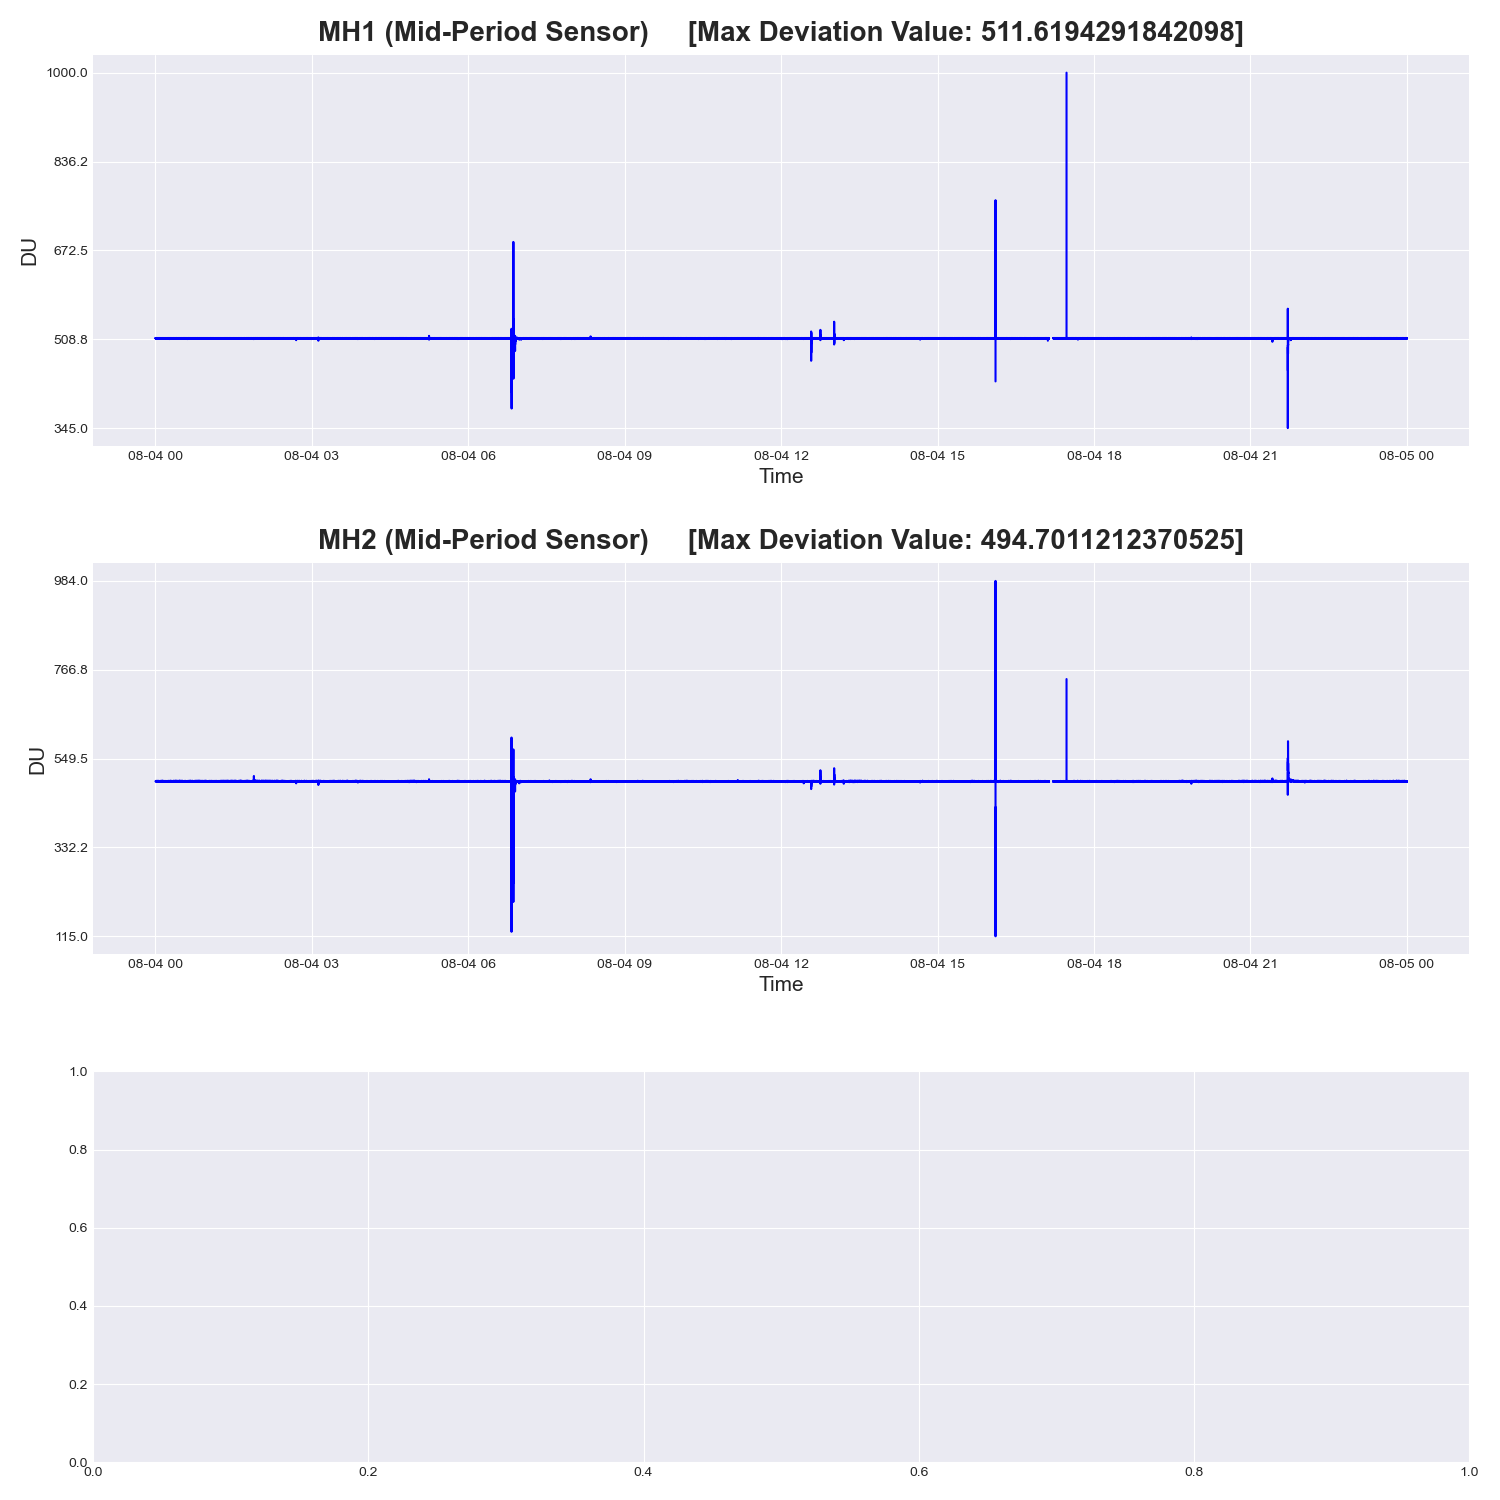 MH1 (Mid-Period Sensor) [Max Deviation Value: 511.6194291842098]
1000.0
836.2
672.5
508.8
345.0
DU
08-04 00 08-04 03 08-04 06 08-04 09 08-04 12 08-04 15 08-04 18 08-04 21 08-05 00
Time
MH2 (Mid-Period Sensor) [Max Deviation Value: 494.7011212370525]
984.0
766.8
549.5
332.2
115.0
DU
08-04 00 08-04 03 08-04 06 08-04 09 08-04 12 08-04 15 08-04 18 08-04 21 08-05 00
Time
1.0
0.8
0.6
0.4
0.2
0.0
0.0 0.2 0.4 0.6 0.8 1.0